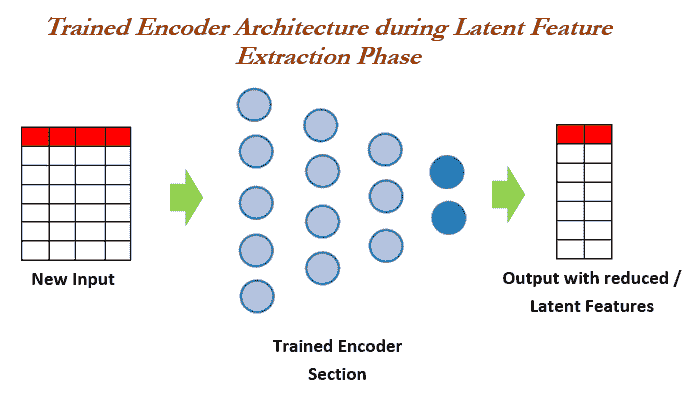 Trained Encoder Architecture during Latent Feature
Extraction Phase
New Input
Trained Encoder
Section
Output with reduced /
Latent Features